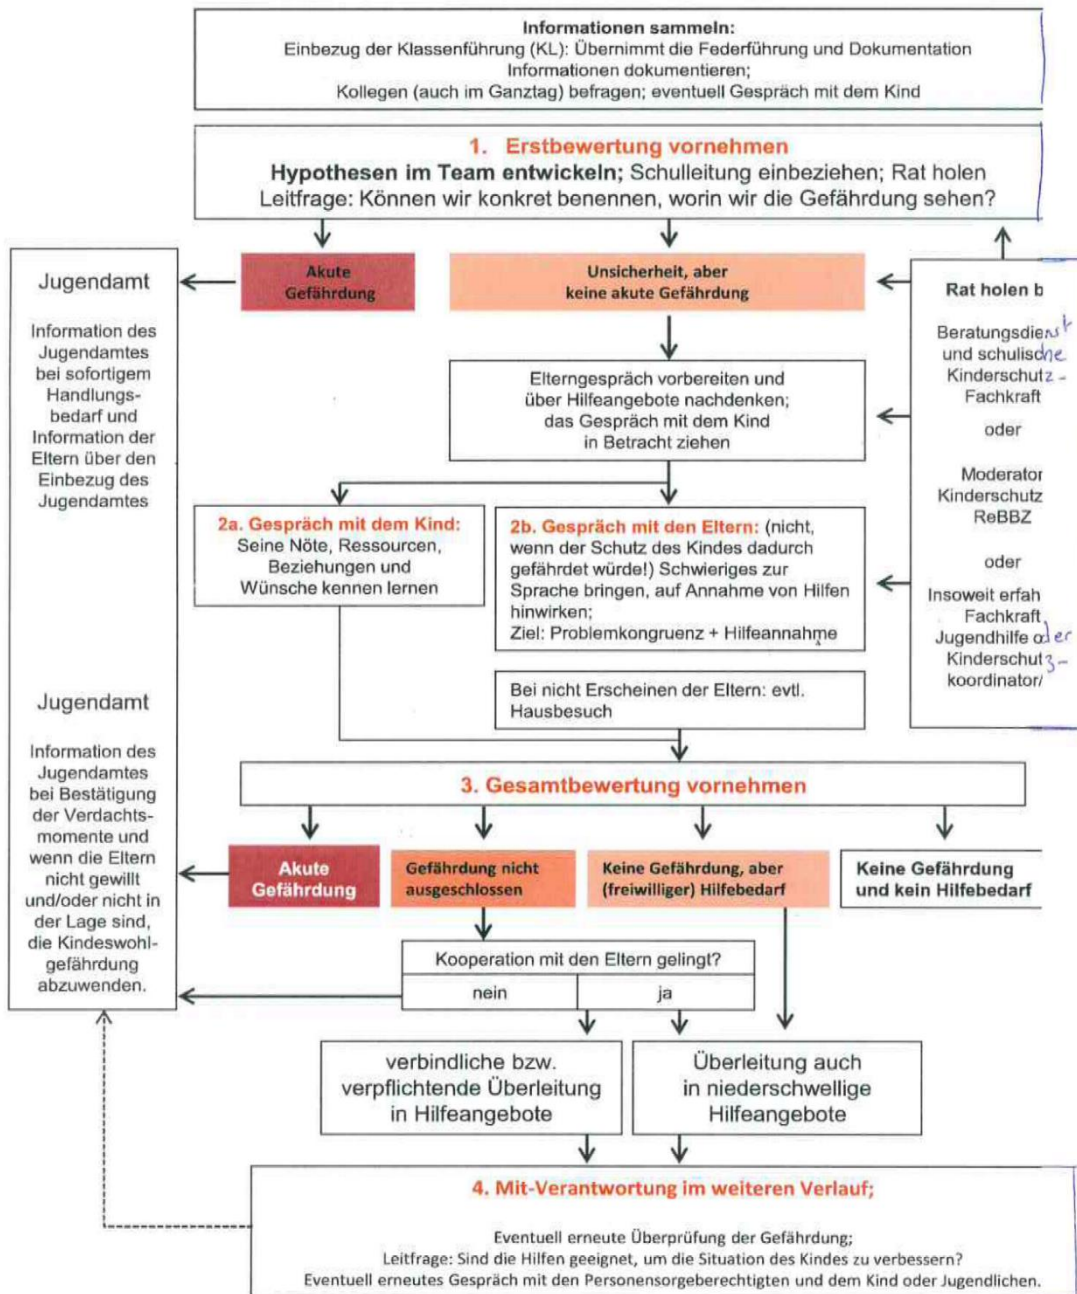 Informationen sammeln:
Einbezug der Klassenführung (KL): Übernimmt die Federführung und Dokumentation
Informationen dokumentieren;
Kollegen (auch im Ganztag) befragen; eventuell Gespräch mit dem Kind
1. Erstbewertung vornehmen
Hypothesen im Team entwickeln; Schulleitung einbeziehen; Rat holen
Leitfrage: Können wir konkret benennen, worin wir die Gefährdung sehen?
Jugendamt
Information des
Jugendamtes
bei sofortigem
Handlungs-
bedarf und
Information der
Eltern über den
Einbezug des
Jugendamtes
Akute
Gefährdung
Unsicherheit, aber
keine akute Gefährdung
Rat holen b
Beratungsdienst
und schulische
Kinderschutz-
Fachkraft
oder
Moderator
Kinderschutz
ReBBZ
oder
Insoweit erfah
Fachkraft
Jugendhilfe oder
Kinderschutz-
koordinator/
Elterngespräch vorbereiten und
über Hilfeangebote nachdenken;
das Gespräch mit dem Kind
in Betracht ziehen
2a. Gespräch mit dem Kind:
Seine Nöte, Ressourcen,
Beziehungen und
Wünsche kennen lernen
2b. Gespräch mit den Eltern: (nicht,
wenn der Schutz des Kindes dadurch
gefährdet würde!) Schwieriges zur
Sprache bringen, auf Annahme von Hilfen
hinwirken;
Ziel: Problemkongruenz + Hilfeannahme
Bei nicht Erscheinen der Eltern: evtl.
Hausbesuch
Jugendamt
Information des
Jugendamtes
bei Bestätigung
der Verdachts-
momente und
wenn die Eltern
nicht gewillt
und/oder nicht in
der Lage sind,
die Kindeswohl-
gefährdung
abzuwenden.
3. Gesamtbewertung vornehmen
Akute
Gefährdung
Gefährdung nicht
ausgeschlossen
Keine Gefährdung, aber
(freiwilliger) Hilfebedarf
Keine Gefährdung
und kein Hilfebedarf
Kooperation mit den Eltern gelingt?
nein
ja
verbindliche bzw.
verpflichtende Überleitung
in Hilfeangebote
Überleitung auch
in niederschwellige
Hilfeangebote
4. Mit-Verantwortung im weiteren Verlauf;
Eventuell erneute Überprüfung der Gefährdung;
Leitfrage: Sind die Hilfen geeignet, um die Situation des Kindes zu verbessern?
Eventuell erneutes Gespräch mit den Personensorgeberechtigten und dem Kind oder Jugendlichen.